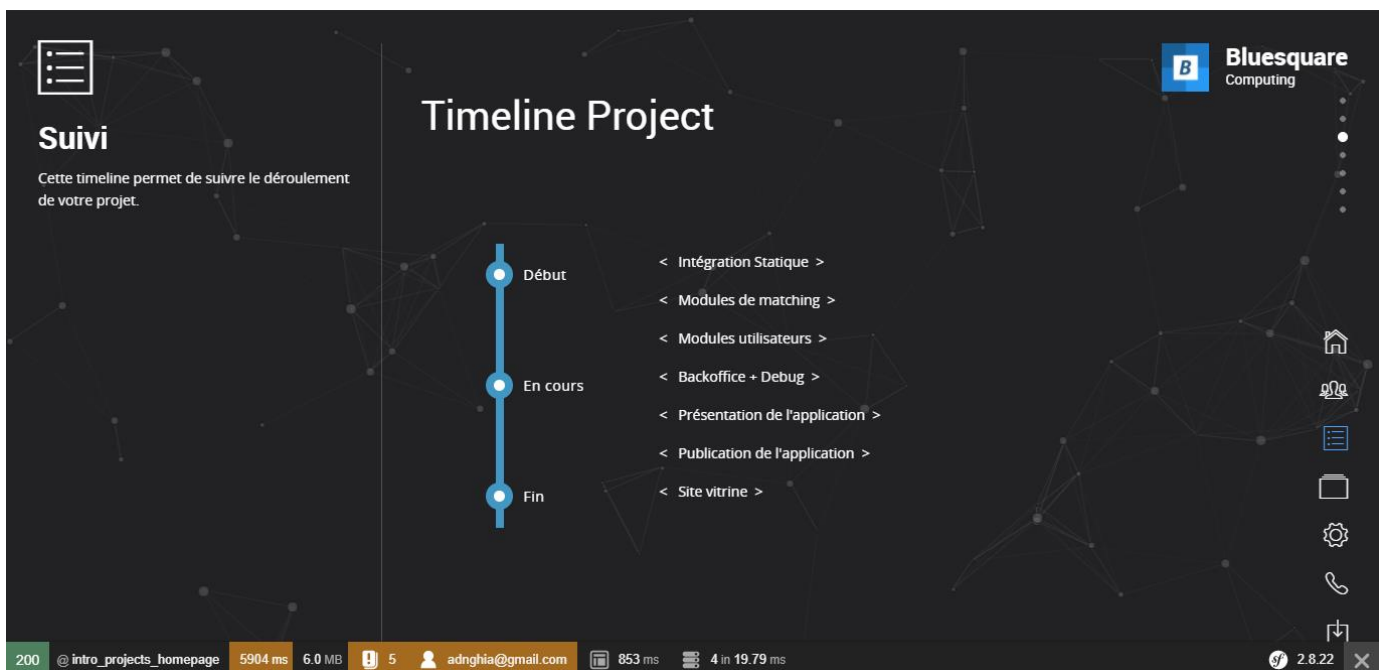 Suivi
Cette timeline permet de suivre le déroulement
de votre projet.
Timeline Project
B
Bluesquare
Computing
Début
En cours
Fin
< Intégration Statique >
< Modules de matching >
< Modules utilisateurs >
< Backoffice + Debug >
< Présentation de l'application >
< Publication de l'application >
< Site vitrine >
200 @ intro_projects_homepage 5904 ms 6.0 MB 5 adnghia@gmail.com 853 ms 4 in 19.79 ms sf 2.8.22